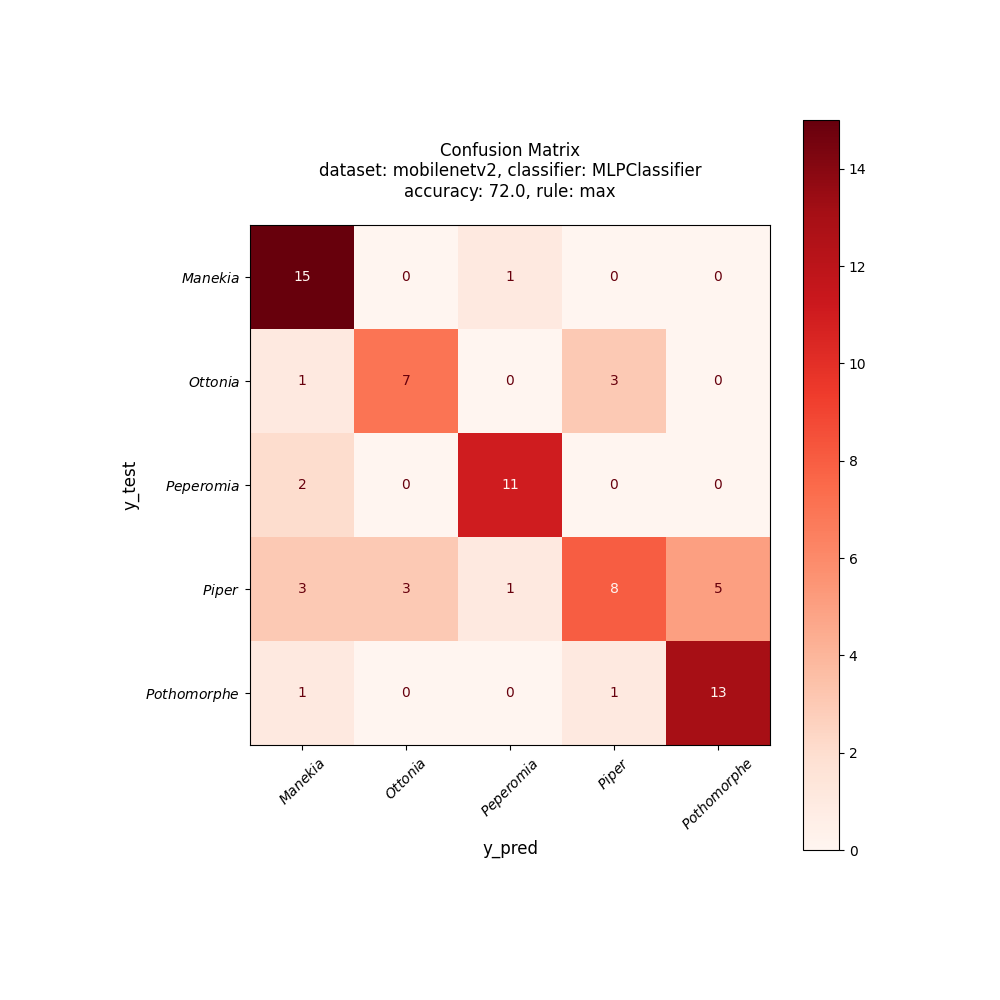 Confusion Matrix
dataset: mobilenetv2, classifier: MLPClassifier
accuracy: 72.0, rule: max
Manekia 15 0 1 0 0
Ottonia 1 7 0 3 0
Peperomia 2 0 11 0 0
Piper 3 3 1 8 5
Pothomorphe 1 0 0 1 13
y_test
Manekia Ottonia Peperomia Piper Pothomorphe
y_pred
14
12
10
8
6
4
2
0